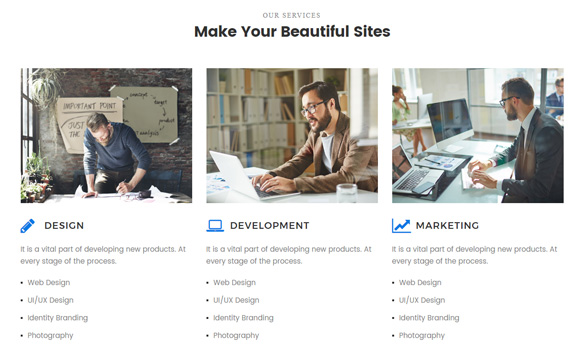 OUR SERVICES
Make Your Beautiful Sites
IMPORTANT POINT
JUST
THE
concept
product
analysis
DESIGN
It is a vital part of developing new products. At
every stage of the process.
• Web Design
• UI/UX Design
• Identity Branding
• Photography
DEVELOPMENT
It is a vital part of developing new products. At
every stage of the process.
• Web Design
• UI/UX Design
• Identity Branding
• Photography
MARKETING
It is a vital part of developing new products. At
every stage of the process.
• Web Design
• UI/UX Design
• Identity Branding
• Photography